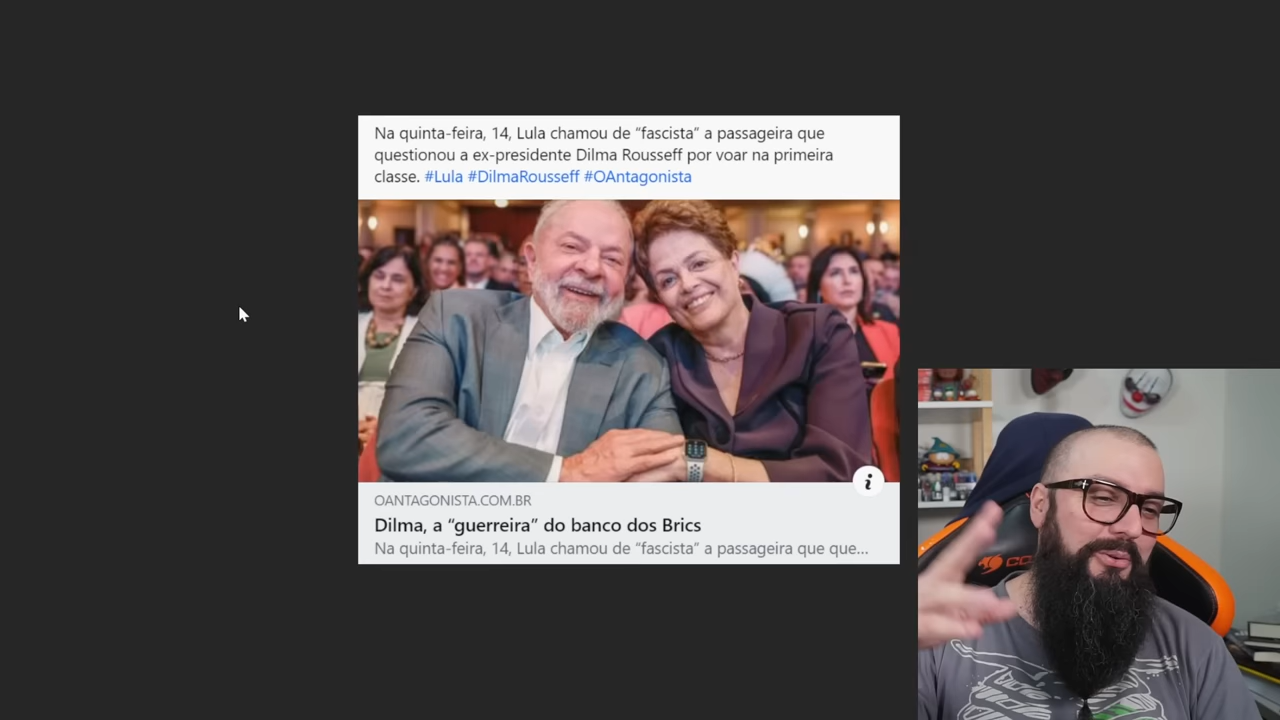 Na quinta-feira, 14, Lula chamou de “fascista” a passageira que
questionou a ex-presidente Dilma Rousseff por voar na primeira
classe. #Lula #DilmaRousseff #OAntagonista
i
OANTAGONISTA.COM.BR
Dilma, a “guerreira” do banco dos Brics
Na quinta-feira, 14, Lula chamou de “fascista” a passageira que que...